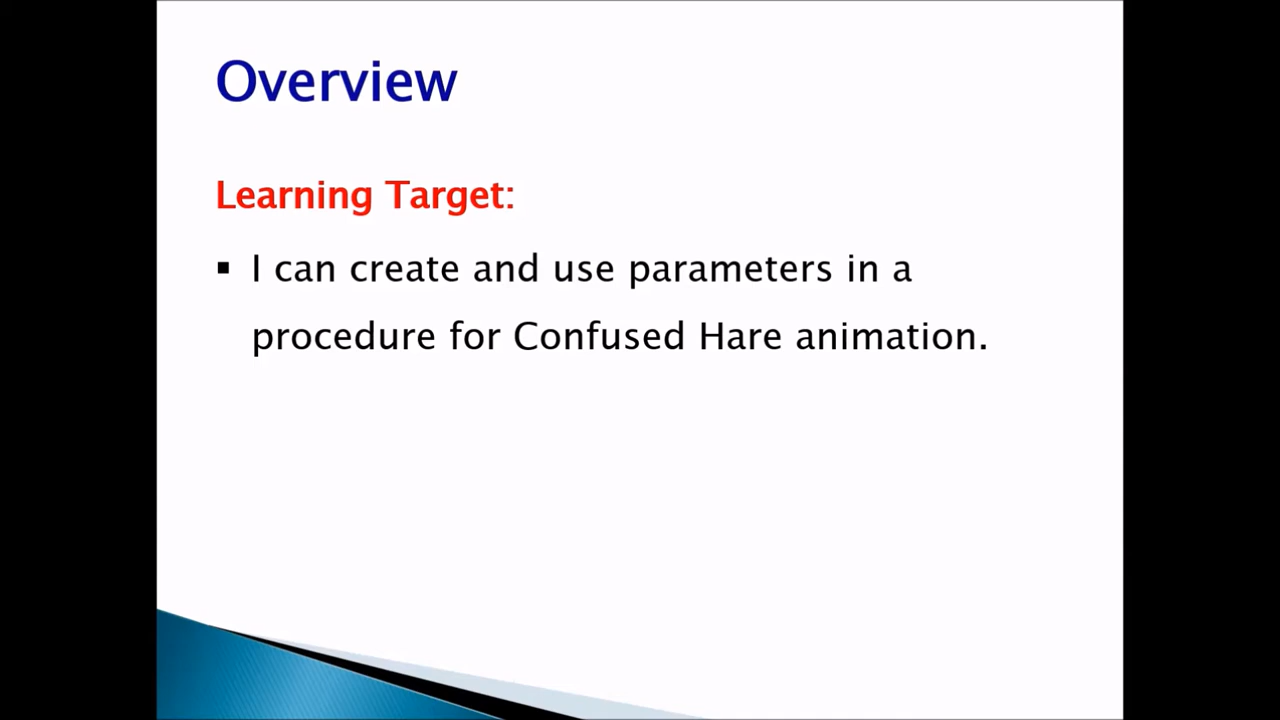 Overview
Learning Target:
▪ I can create and use parameters in a
procedure for Confused Hare animation.